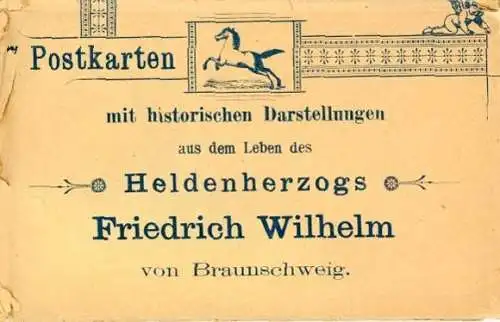 Postkarten
mit historischen Darstellungen
aus dem Leben des
Heldenherzogs
Friedrich Wilhelm
von Braunschweig.